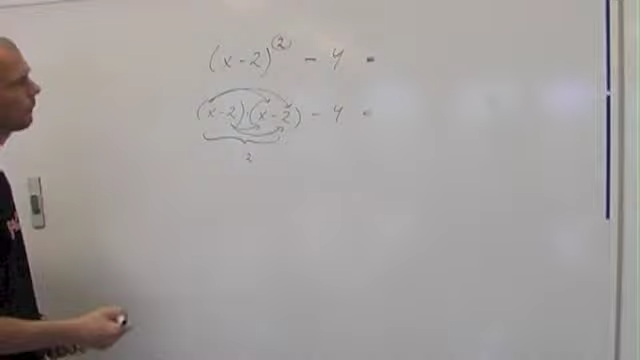 (x-2)² - 4 =
(x-2)·(x-2) - 4 =
2